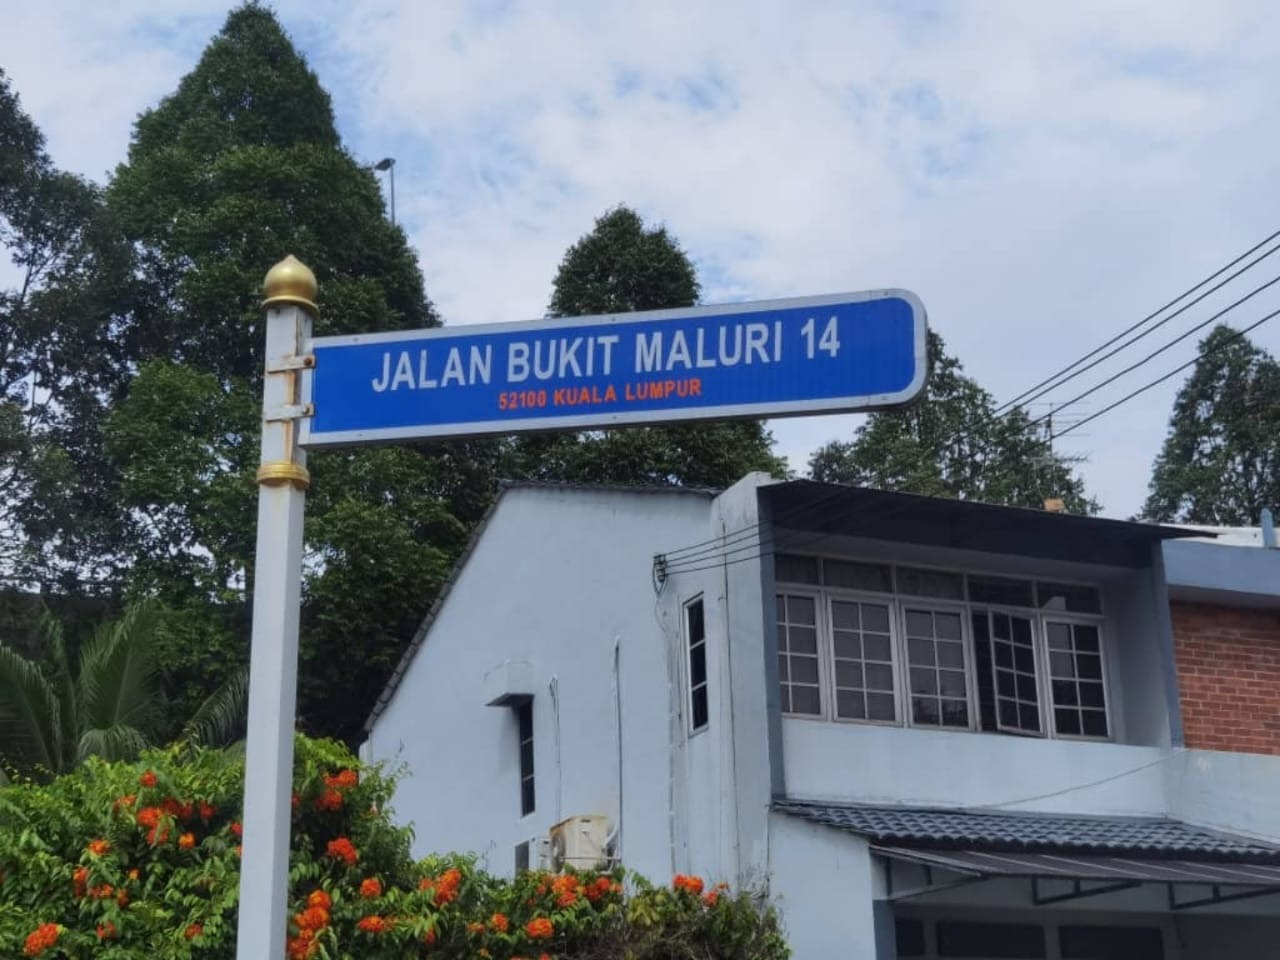 JALAN BUKIT MALURI 14
52100 KUALA LUMPUR